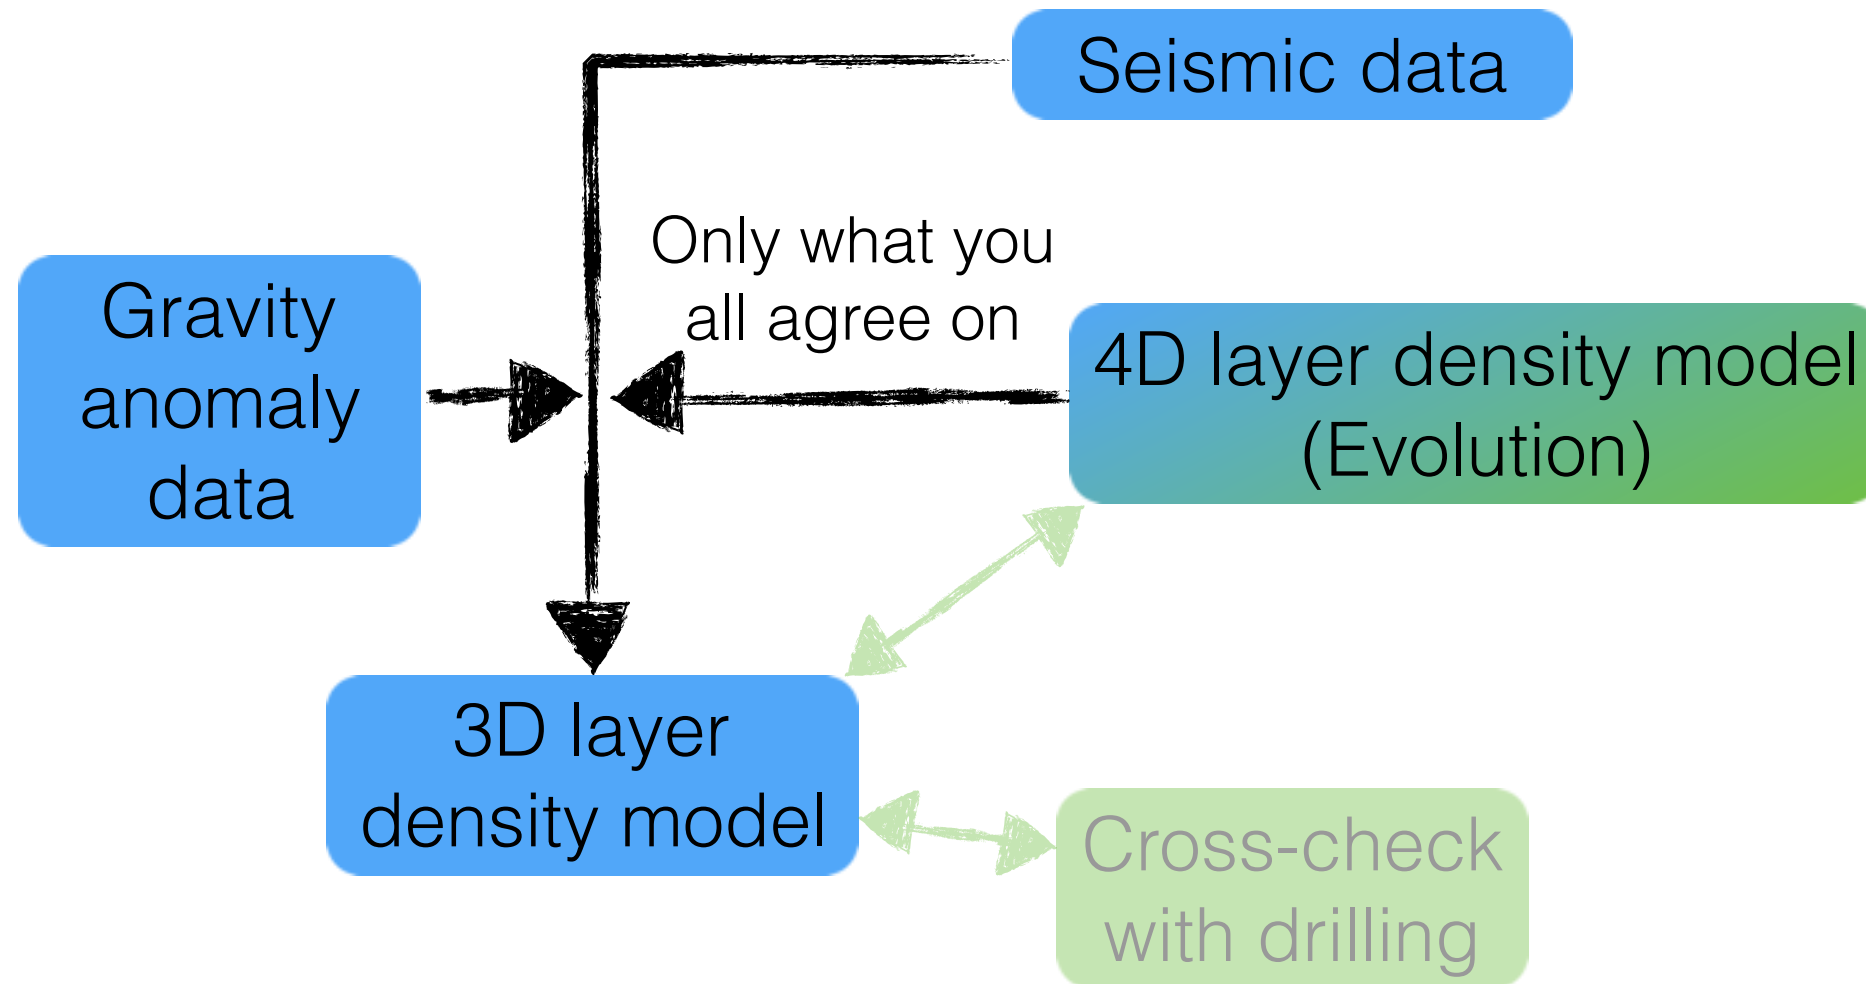 Seismic data
Only what you
all agree on
Gravity
anomaly
data
4D layer density model
(Evolution)
3D layer
density model
Cross-check
with drilling